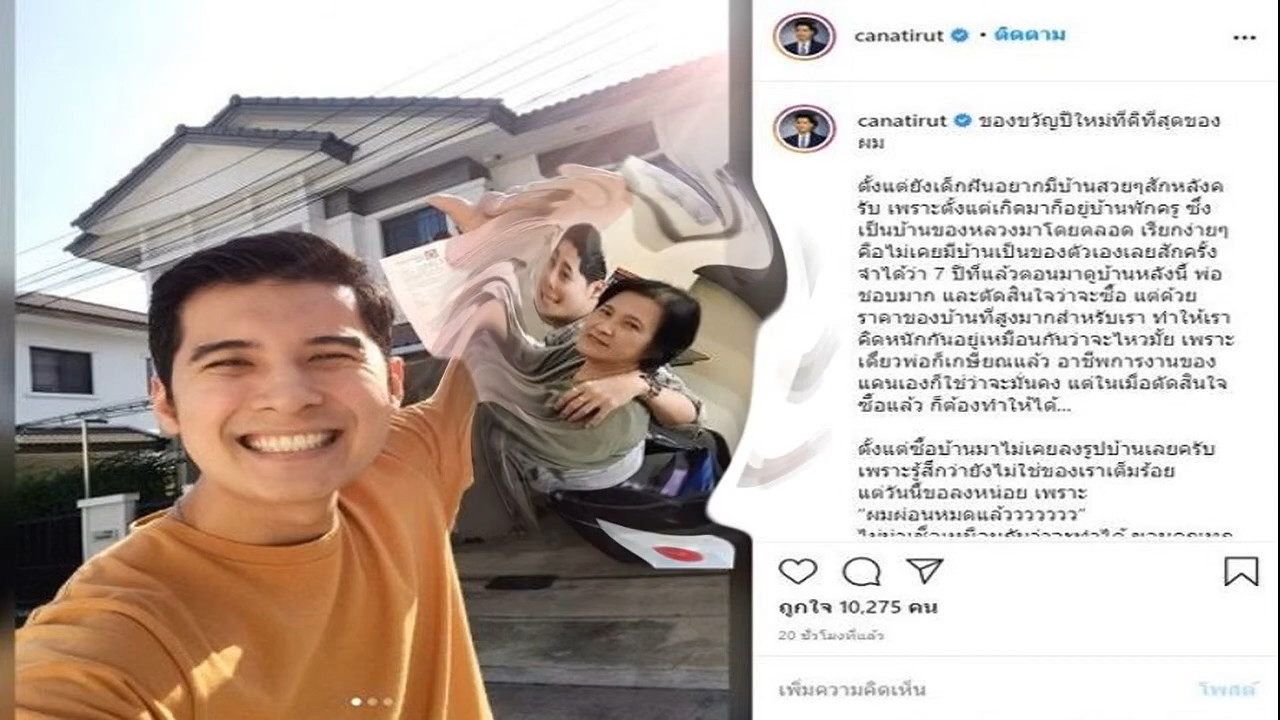 canatirut • ติดตาม
canatirut ของขวัญปีใหม่ที่ดีที่สุดของ
ผม
ตั้งแต่ยังเด็กฝันอยากมีบ้านสวยๆสักหลังค
รับ เพราะตั้งแต่เกิดมาก็อยู่บ้านพักครู ซึ่ง
เป็นบ้านของหลวงมาโดยตลอด เรียกง่ายๆ
คือไม่เคยมีบ้านเป็นของตัวเองเลยสักครั้ง
จำได้ว่า 7 ปีที่แล้วตอนมาดูบ้านหลังนี้ พ่อ
ชอบมาก และตัดสินใจว่าจะซื้อ แต่ด้วย
ราคาของบ้านที่สูงมากสำหรับเรา ทำให้เรา
คิดหนักกันอยู่เหมือนกันว่าจะไหวมั้ย เพราะ
เดี๋ยวพ่อก็เกษียณแล้ว อาชีพการงานของ
แคนเองก็ใช่ว่าจะมั่นคง แต่ในเมื่อตัดสินใจ
ซื้อแล้ว ก็ต้องทำให้ได้...
ตั้งแต่ซื้อบ้านมาไม่เคยลงรูปบ้านเลยครับ
เพราะรู้สึกว่ายังไม่ใช่ของเราเต็มร้อย
แต่วันนี้ขอลงหน่อย เพราะ
"ผมผ่อนหมดแล้ววววววว"
ถูกใจ 10,275 คน
20 ชั่วโมงที่แล้ว
เพิ่มความคิดเห็น โพสต์